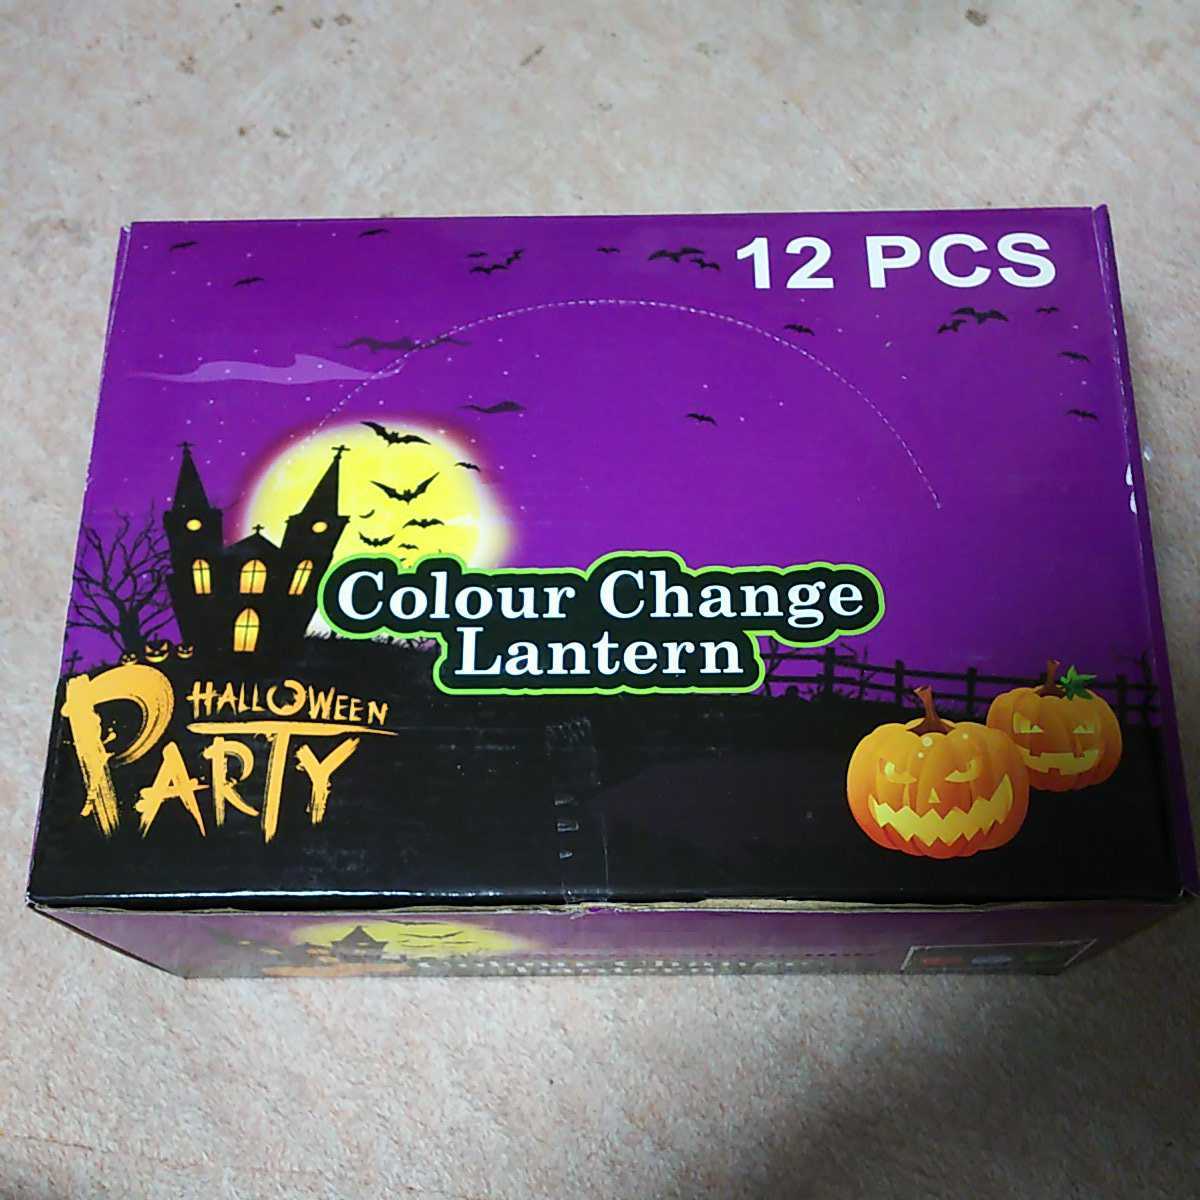 12 PCS
Colour Change
Lantern
HALLOWEEN
PARTY